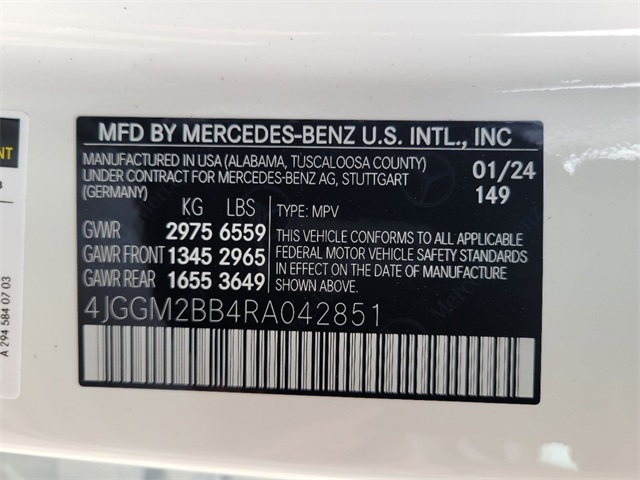 MFD BY MERCEDES-BENZ U.S. INTL., INC
MANUFACTURED IN USA (ALABAMA, TUSCALOOSA COUNTY)
UNDER CONTRACT FOR MERCEDES-BENZ AG, STUTTGART
(GERMANY)
01/24
149
KG LBS
GVWR 2975 6559
GAWR FRONT 1345 2965
GAWR REAR 1655 3649
TYPE: MPV
THIS VEHICLE CONFORMS TO ALL APPLICABLE
FEDERAL MOTOR VEHICLE SAFETY STANDARDS
IN EFFECT ON THE DATE OF MANUFACTURE
SHOWN ABOVE.
4JGGM2BB4RA042851
A 294 584 07 03